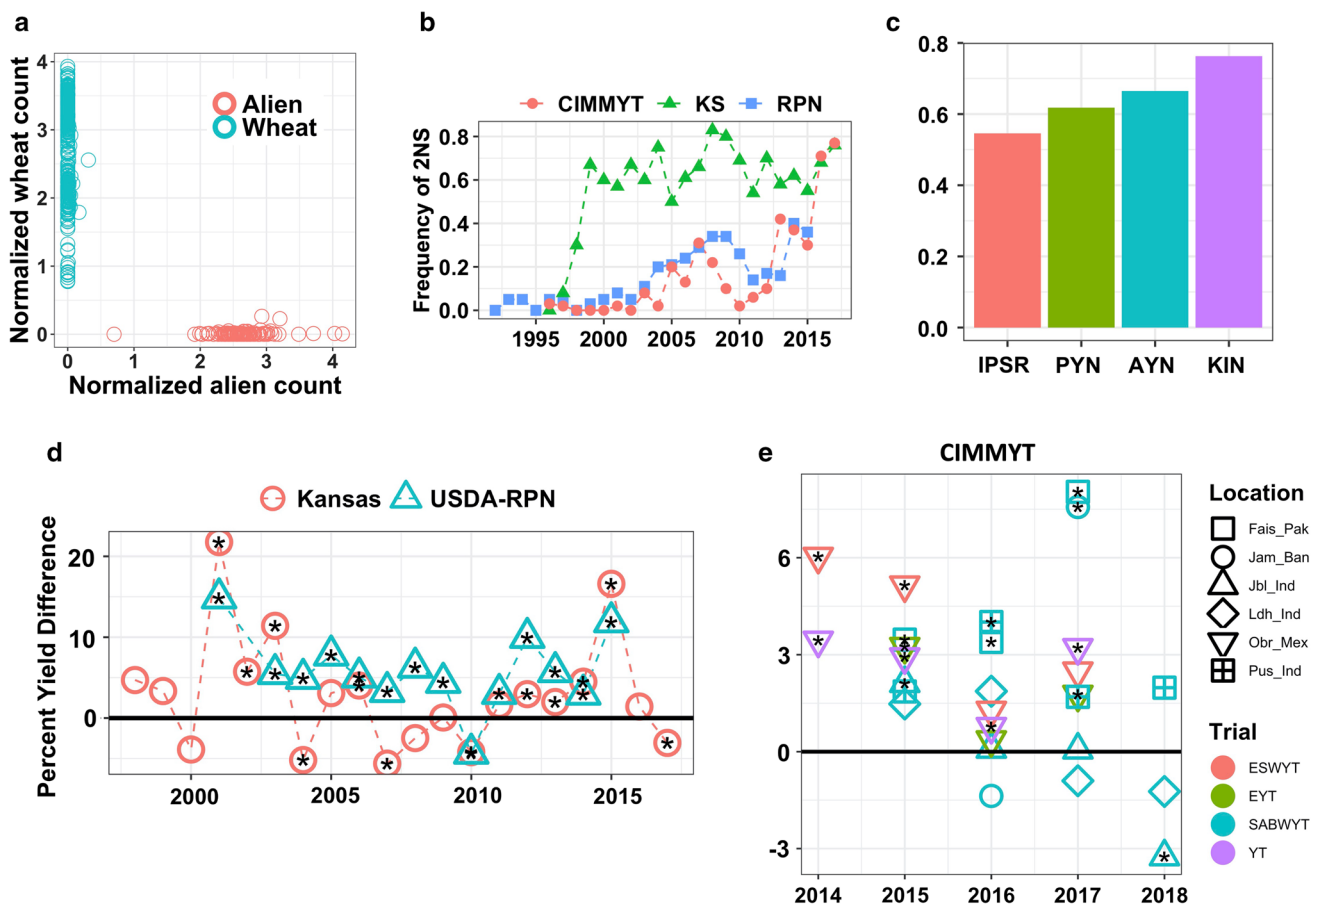 a
Normalized wheat count
4
3
2
1
0
Alien
Wheat
0 1 2 3 4
Normalized alien count
b
CIMMYT KS RPN
Frequency of 2NS
0.8
0.6
0.4
0.2
0.0
1995 2000 2005 2010 2015
c
0.8
0.6
0.4
0.2
0.0
IPSR PYN AYN KIN
d
Kansas USDA-RPN
Percent Yield Difference
20
10
0
2000 2005 2010 2015
e
CIMMYT
6
3
0
-3
2014 2015 2016 2017 2018
Location
Fais_Pak
Jam_Ban
Jbl_Ind
Ldh_Ind
Obr_Mex
Pus_Ind
Trial
ESWYT
EYT
SABWYT
YT